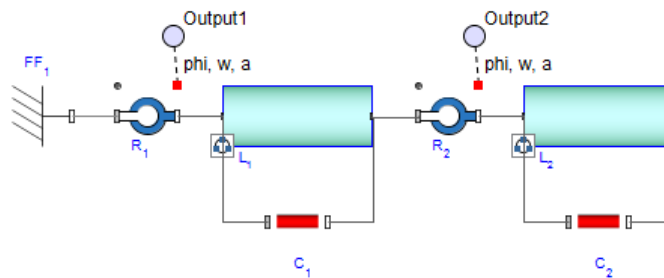 Output1
Output2
FF₁
phi, w, a
phi, w, a
R₁
L₁
R₂
L₂
C₁
C₂